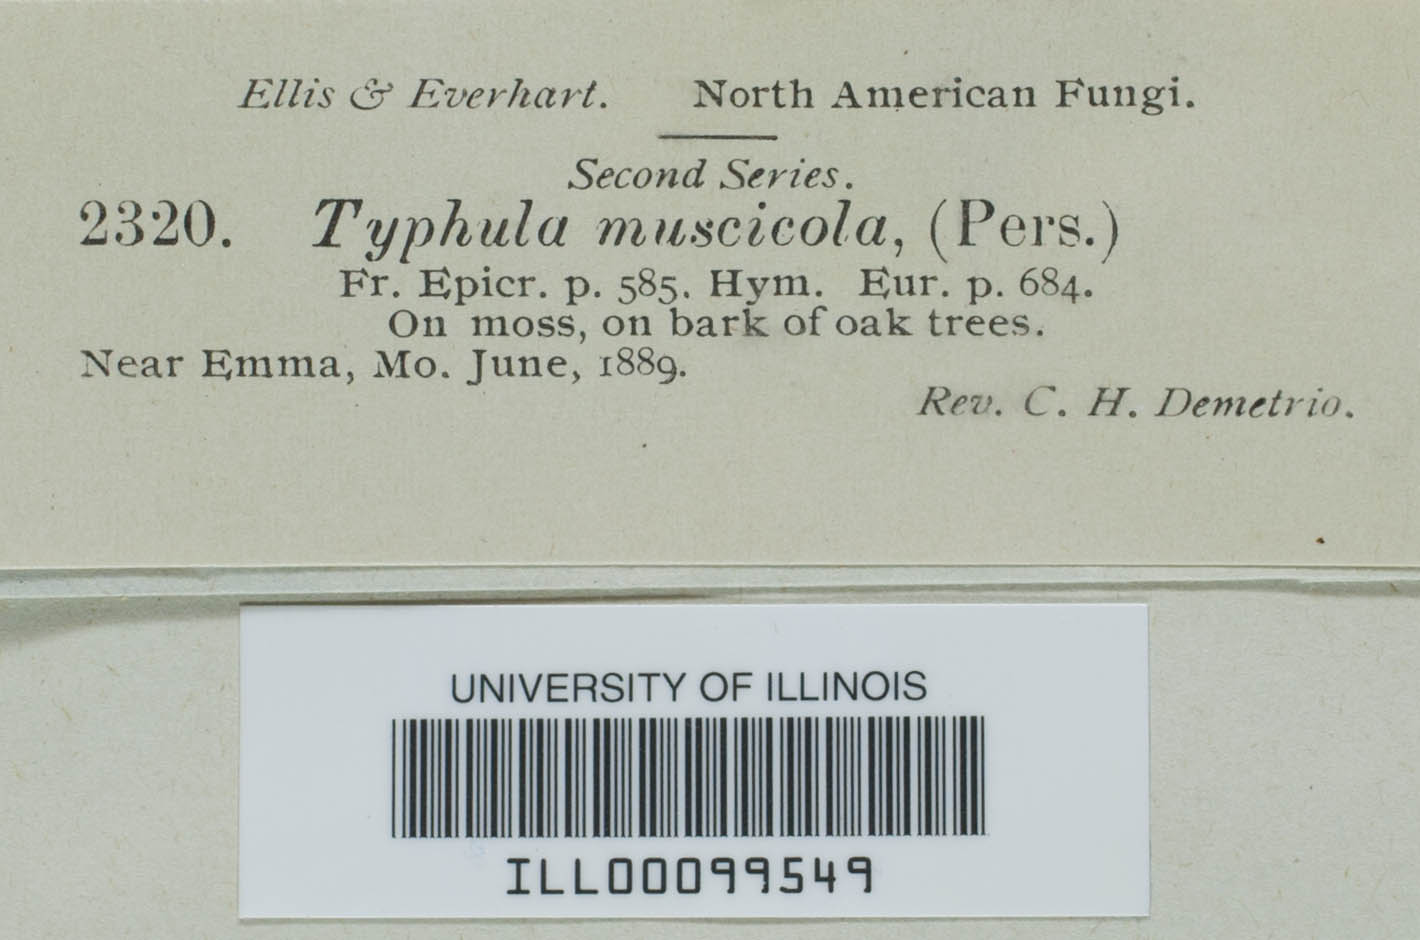 Ellis & Everhart. North American Fungi.
Second Series.
2320. Typhula muscicola, (Pers.)
Fr. Epicr. p. 585. Hym. Eur. p. 684.
On moss, on bark of oak trees.
Near Emma, Mo. June, 1889.
Rev. C. H. Demetrio.
UNIVERSITY OF ILLINOIS
ILL00099549